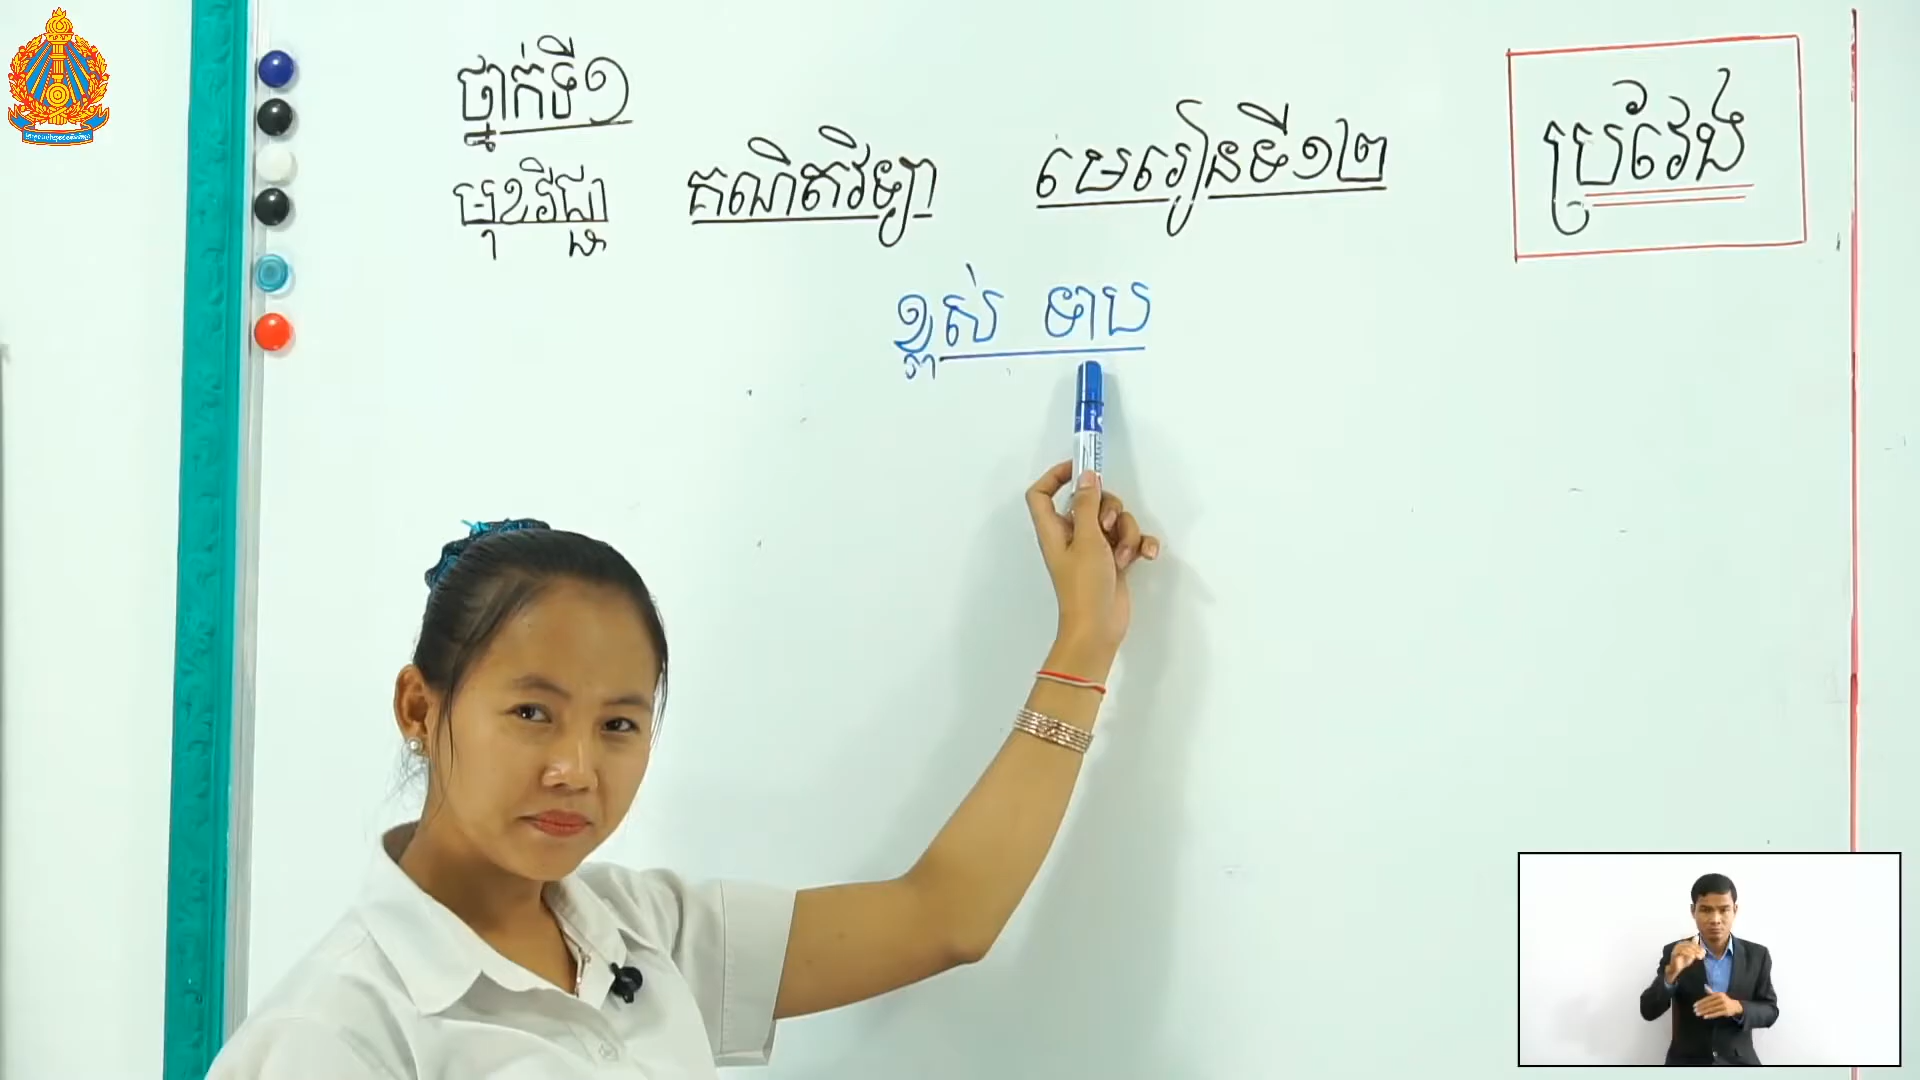 ថ្នាក់ទី១
មុខវិជ្ជា គណិតវិទ្យា មេរៀនទី១២
ប្រវែង
ខ្ពស់ ទាប